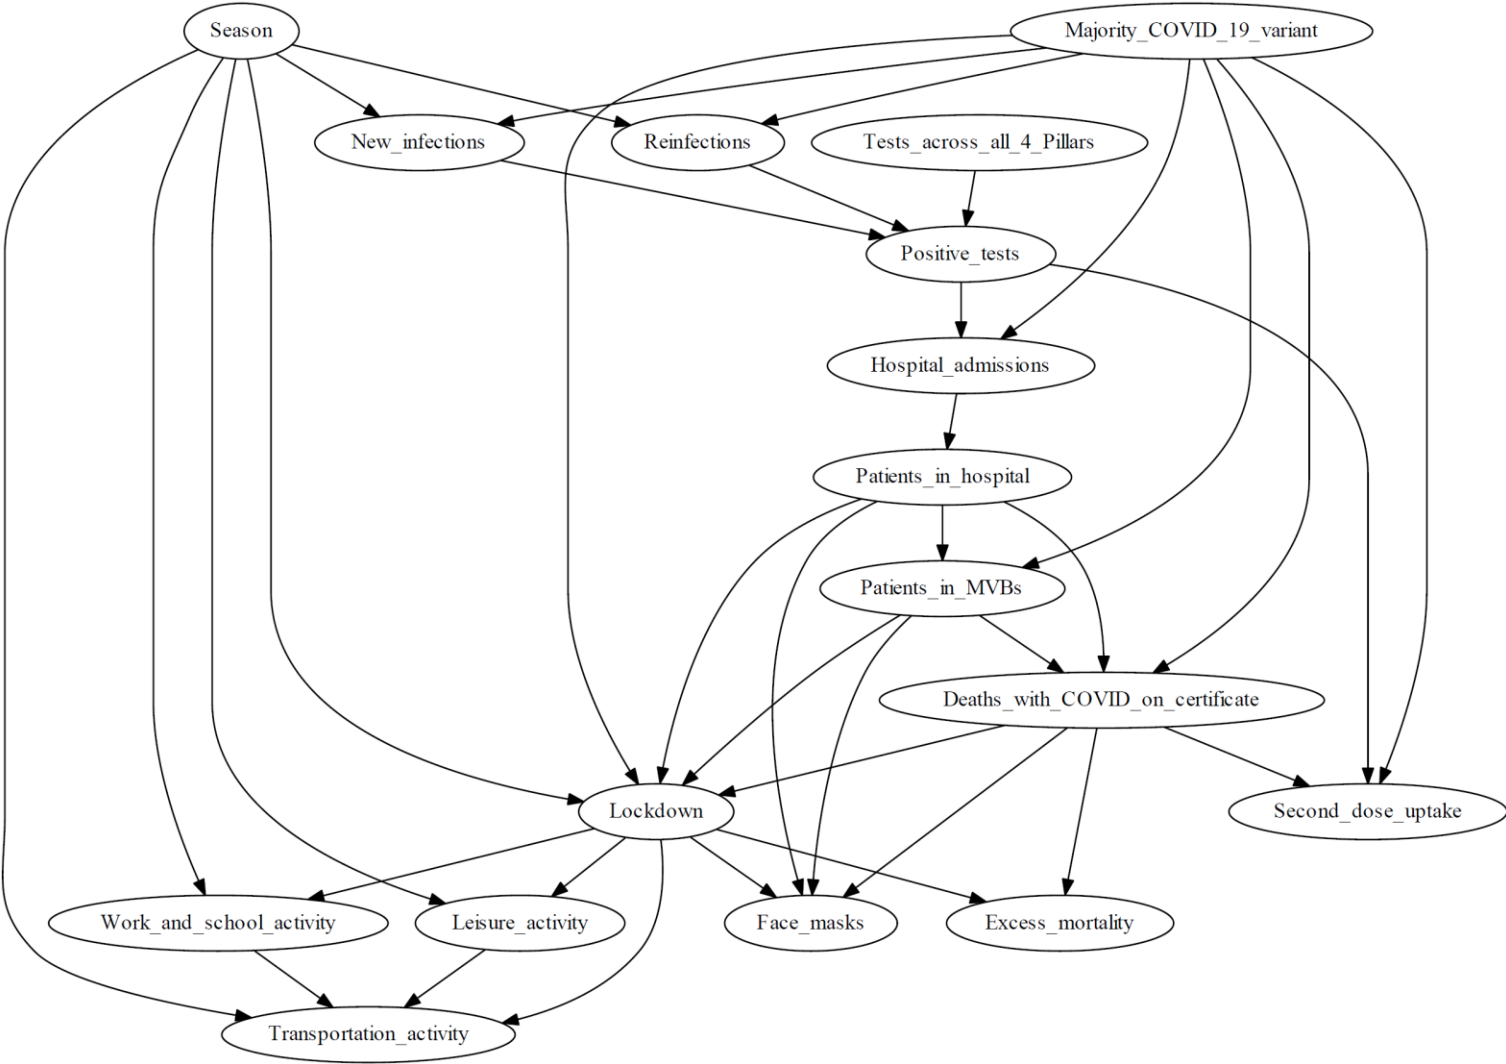 Season
Majority_COVID_19_variant
New_infections
Reinfections
Tests_across_all_4_Pillars
Positive_tests
Hospital_admissions
Patients_in_hospital
Patients_in_MVBs
Deaths_with_COVID_on_certificate
Lockdown
Second_dose_uptake
Work_and_school_activity
Leisure_activity
Face_masks
Excess_mortality
Transportation_activity